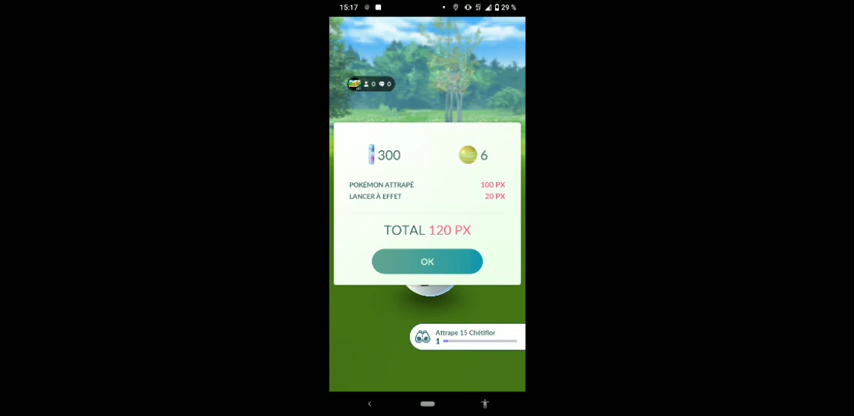 15:17 29 %
0 0
300 6
POKÉMON ATTRAPÉ 100 PX
LANCER À EFFET 20 PX
TOTAL 120 PX
OK
Attrape 15 Chétiflor
1